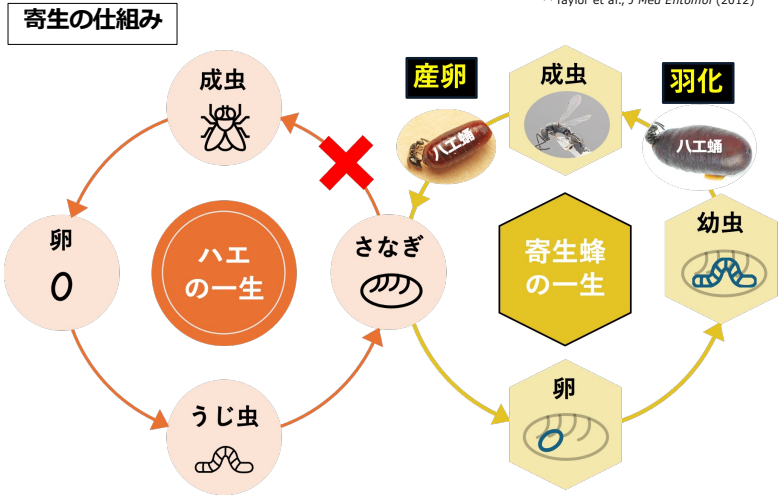 ** Taylor et al., J Med Entomol (2012)
寄生の仕組み
成虫
産卵
成虫
羽化
ハエ蛹
ハエ蛹
卵
ハエ
の一生
さなぎ
寄生蜂
の一生
幼虫
うじ虫
卵